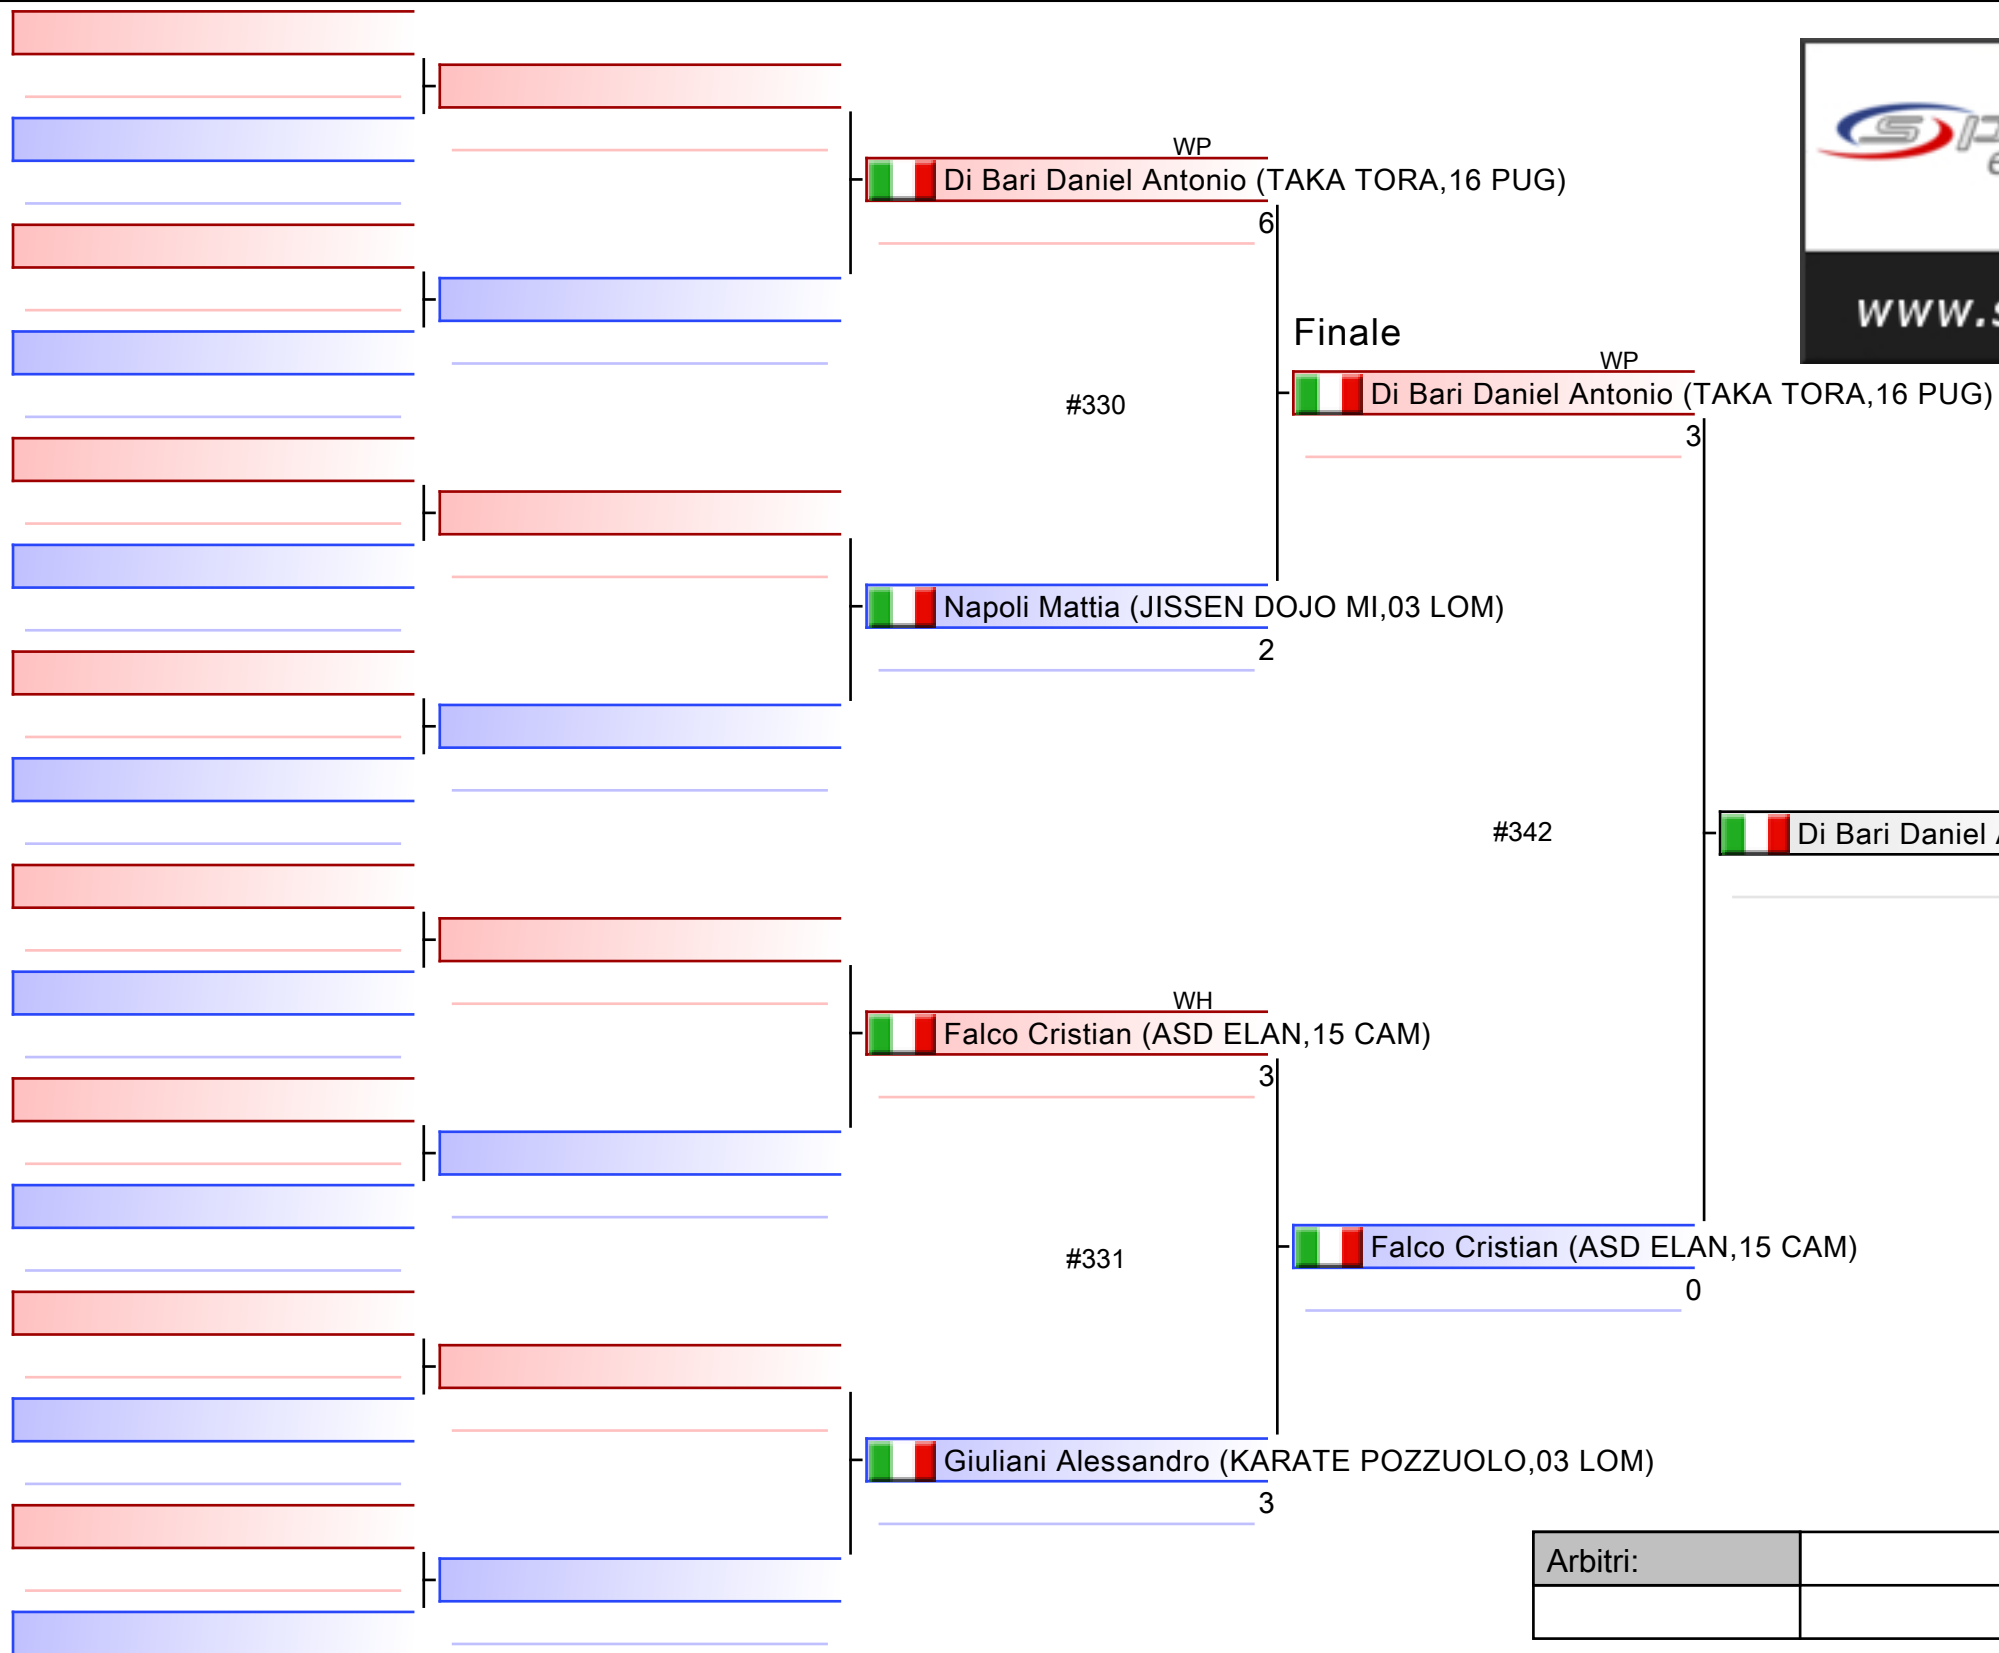 WP
Di Bari Daniel Antonio (TAKA TORA,16 PUG)
6
Finale
WP
#330
Di Bari Daniel Antonio (TAKA TORA,16 PUG)
3
Napoli Mattia (JISSEN DOJO MI,03 LOM)
2
#342
Di Bari Daniel
WH
Falco Cristian (ASD ELAN,15 CAM)
3
#331
Falco Cristian (ASD ELAN,15 CAM)
0
Giuliani Alessandro (KARATE POZZUOLO,03 LOM)
3
Arbitri: